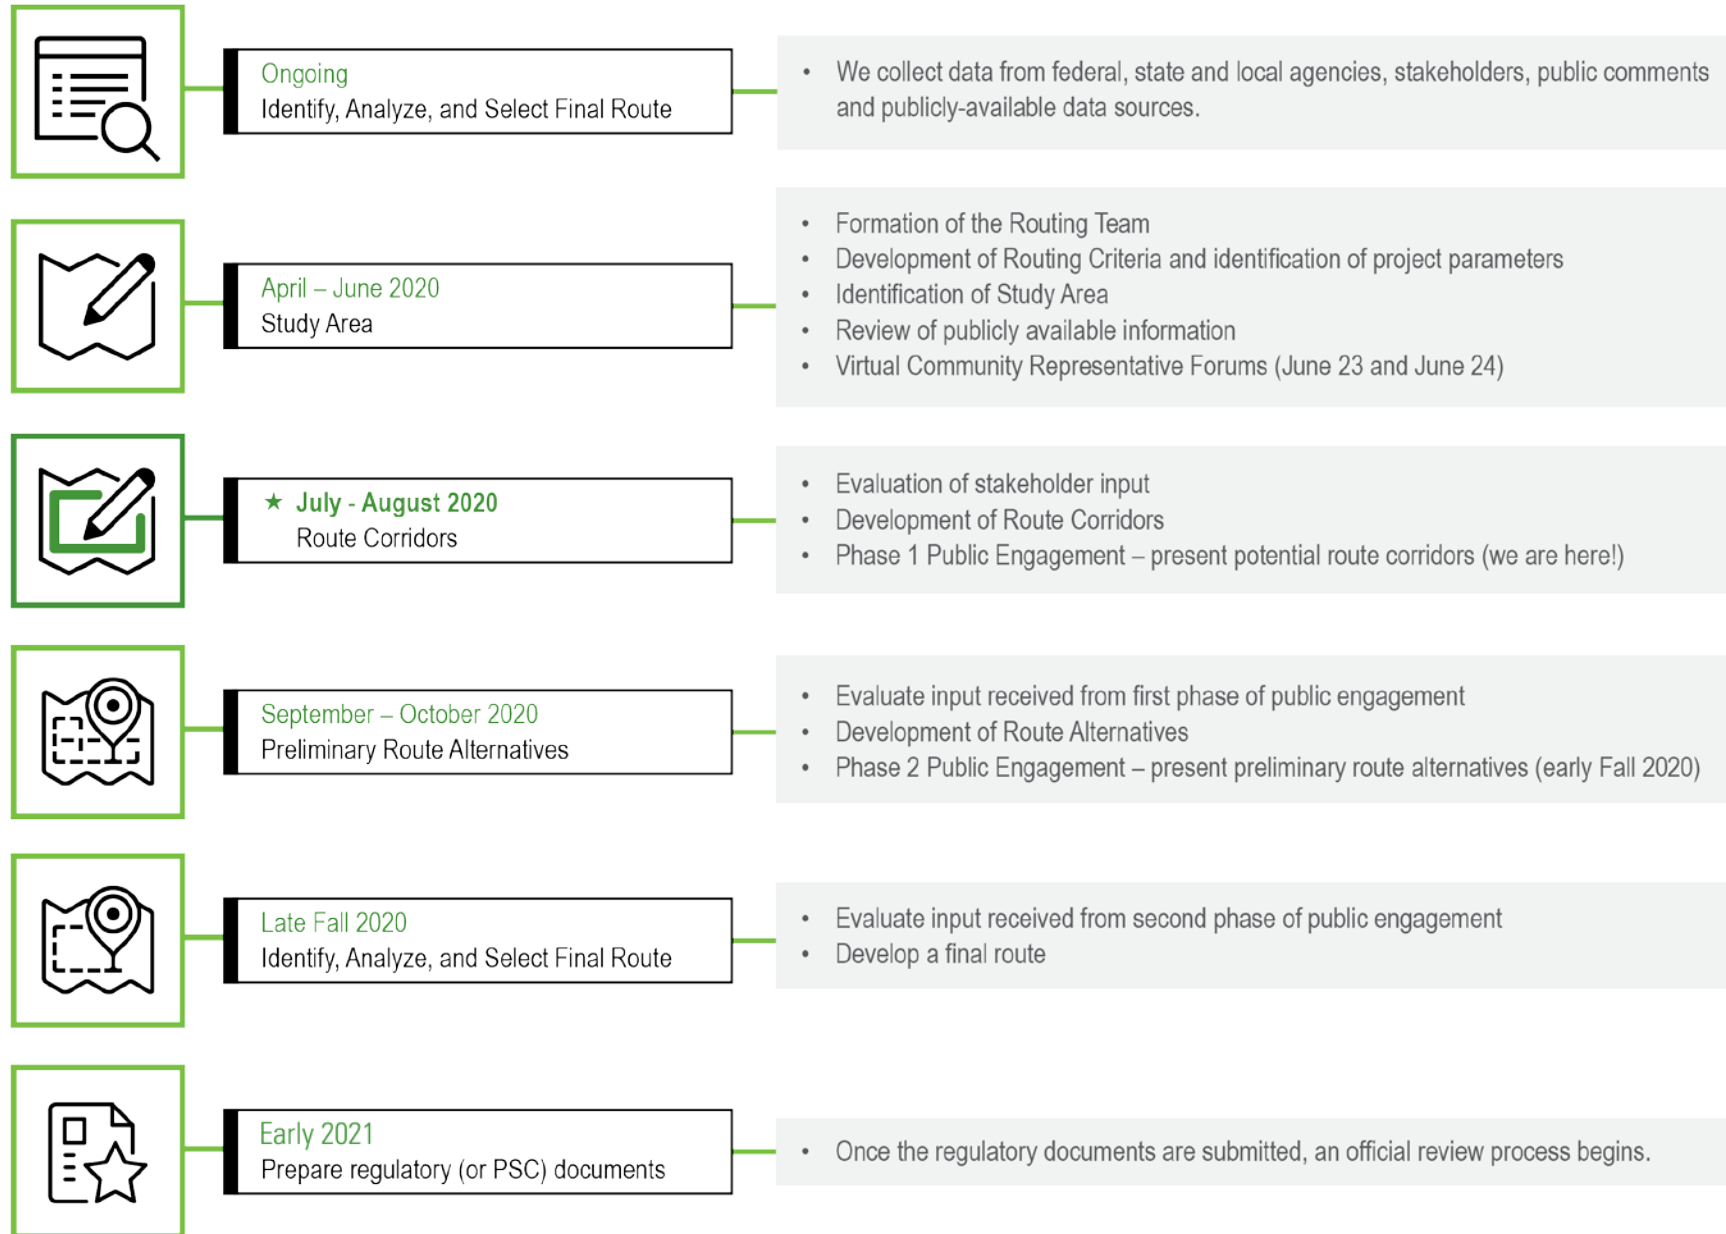 Ongoing
Identify, Analyze, and Select Final Route
• We collect data from federal, state and local agencies, stakeholders, public comments
and publicly-available data sources.
April – June 2020
Study Area
• Formation of the Routing Team
• Development of Routing Criteria and identification of project parameters
• Identification of Study Area
• Review of publicly available information
• Virtual Community Representative Forums (June 23 and June 24)
★ July - August 2020
Route Corridors
• Evaluation of stakeholder input
• Development of Route Corridors
• Phase 1 Public Engagement – present potential route corridors (we are here!)
September – October 2020
Preliminary Route Alternatives
• Evaluate input received from first phase of public engagement
• Development of Route Alternatives
• Phase 2 Public Engagement – present preliminary route alternatives (early Fall 2020)
Late Fall 2020
Identify, Analyze, and Select Final Route
• Evaluate input received from second phase of public engagement
• Develop a final route
Early 2021
Prepare regulatory (or PSC) documents
• Once the regulatory documents are submitted, an official review process begins.